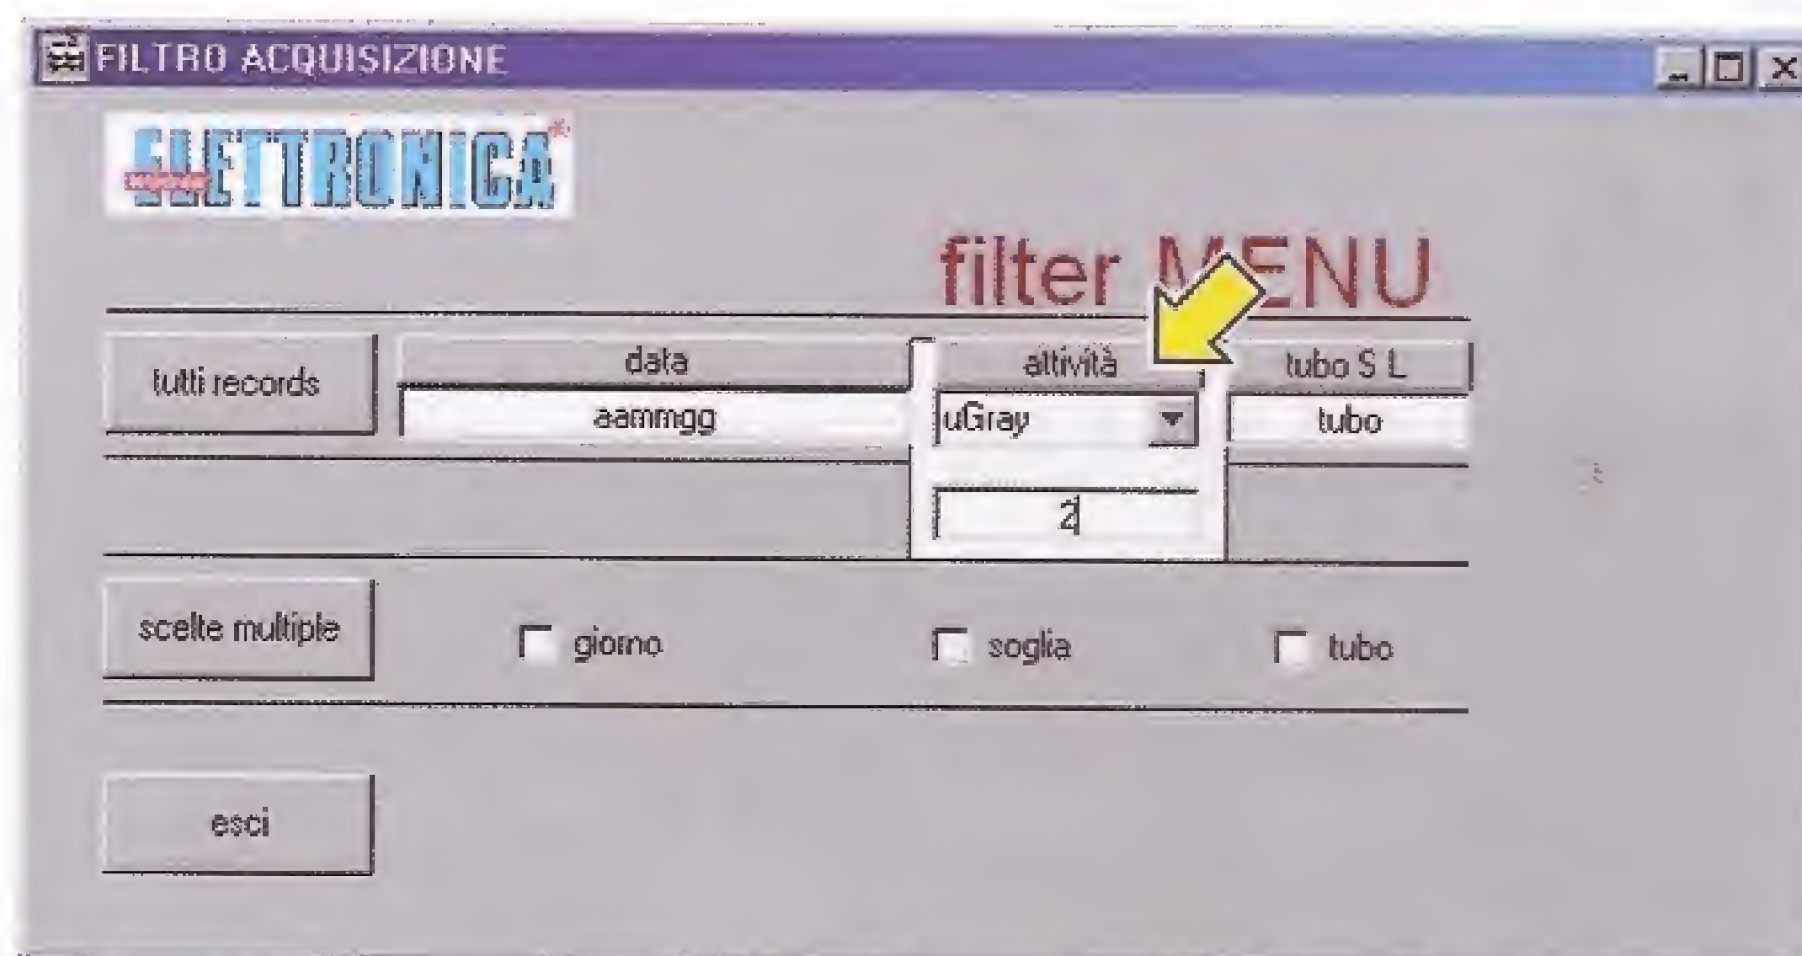 FILTRO ACQUISIZIONE
ELETTRONICA
filter MENU
tutti records data attività tubo S L
aammgg uGray tubo
2
scelte multiple giorno soglia tubo
esci